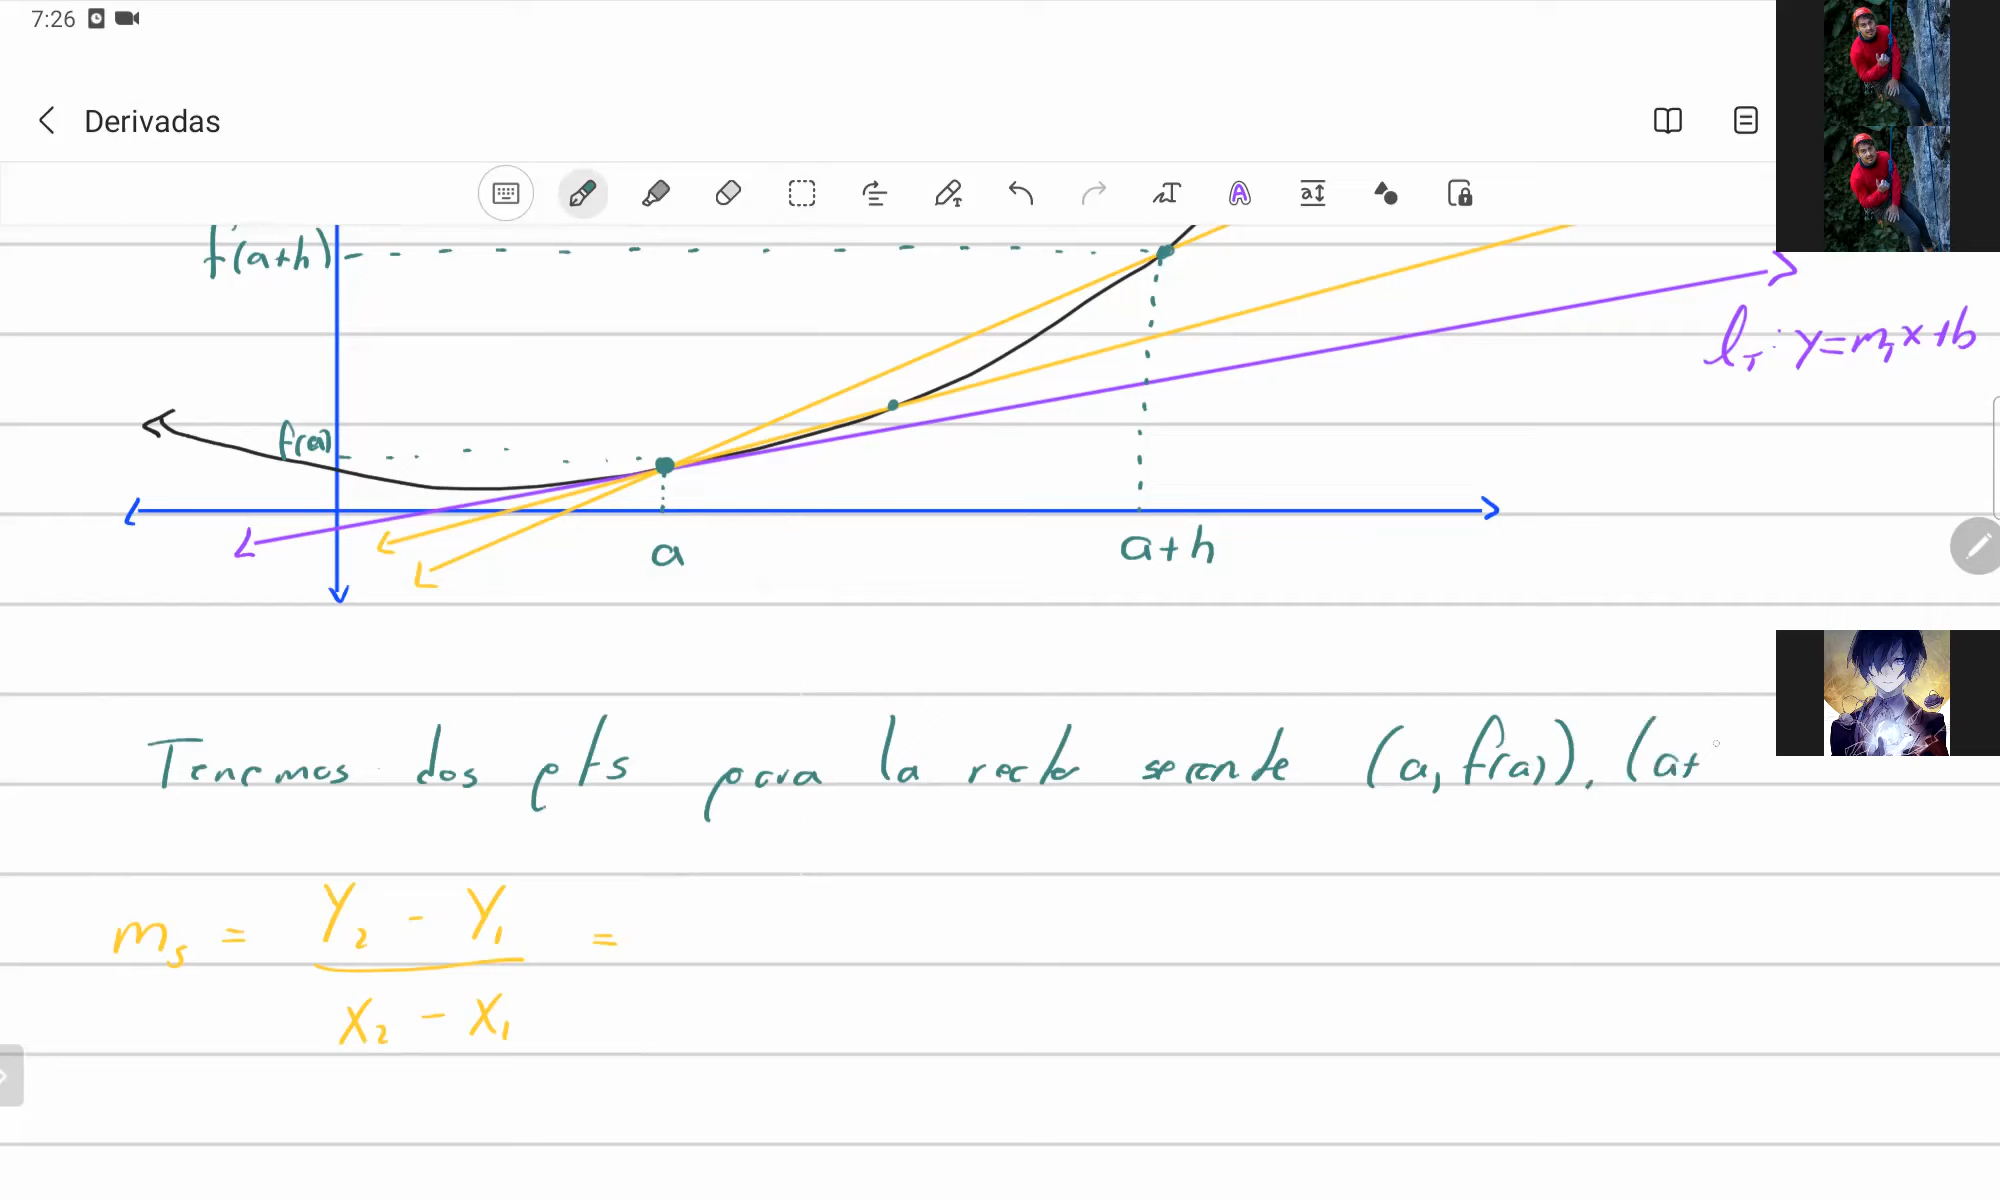 7:26
Derivadas
f(a+h)
l_T: y=m_T x+b
f(a)
a
a+h
Tenemos dos pts para la recta secante (a, f(a)), (a+
m_s = Y_2 - Y_1 =
X_2 - X_1